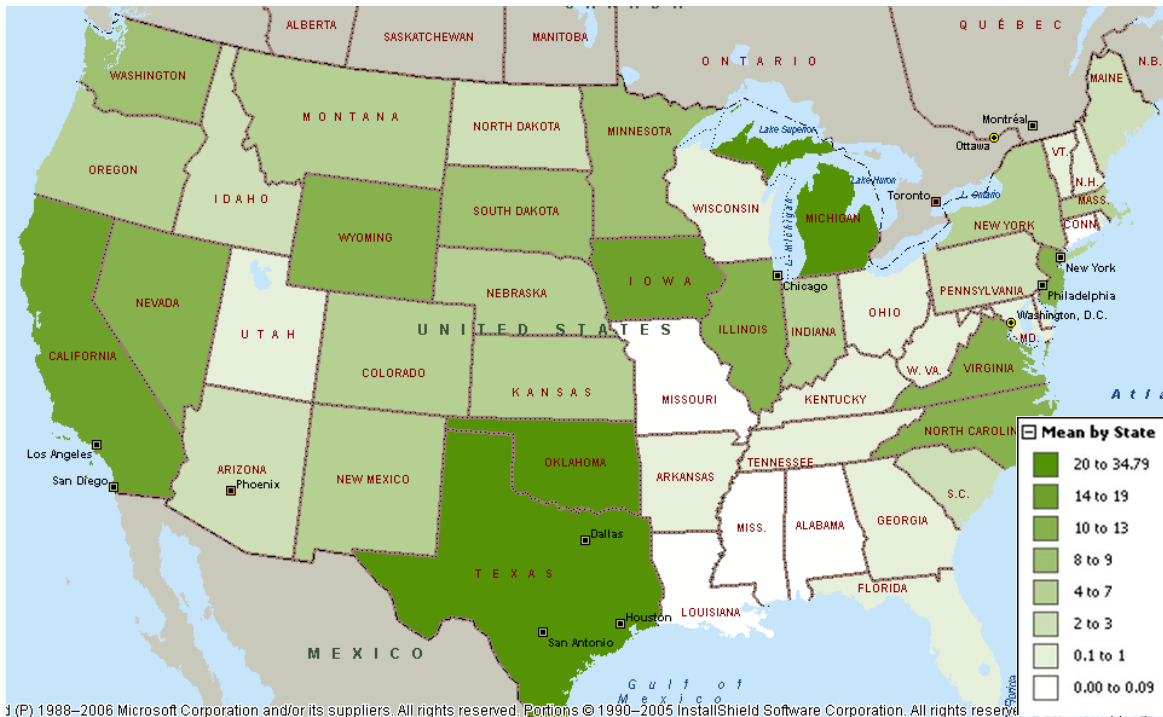 CANADA
ALBERTA
SASKATCHEWAN
MANITOBA
ONTARIO
QUÉBEC
N.B.
WASHINGTON
MONTANA
NORTH DAKOTA
MINNESOTA
Lake Superior
Montréal
Ottawa
MAINE
OREGON
IDAHO
WYOMING
SOUTH DAKOTA
WISCONSIN
L. Michigan
MICHIGAN
Lake Huron
Toronto
L. Ontario
VT.
N.H.
MASS.
NEW YORK
CONN.
NEVADA
UTAH
NEBRASKA
IOWA
Chicago
New York
PENNSYLVANIA
Philadelphia
Washington, D.C.
MD.
UNITED STATES
CALIFORNIA
COLORADO
KANSAS
ILLINOIS
INDIANA
OHIO
W. VA.
VIRGINIA
MISSOURI
KENTUCKY
Atla
Los Angeles
San Diego
ARIZONA
Phoenix
NEW MEXICO
OKLAHOMA
ARKANSAS
TENNESSEE
NORTH CAROLIN
S.C.
Dallas
TEXAS
MISS.
ALABAMA
GEORGIA
FLORIDA
LOUISIANA
Houston
San Antonio
MEXICO
Gulf of
Mexico
Florida
Mean by State
20 to 34.79
14 to 19
10 to 13
8 to 9
4 to 7
2 to 3
0.1 to 1
0.00 to 0.09
(P) 1988–2006 Microsoft Corporation and/or its suppliers. All rights reserved. Portions © 1990–2005 InstallShield Software Corporation. All rights reserve